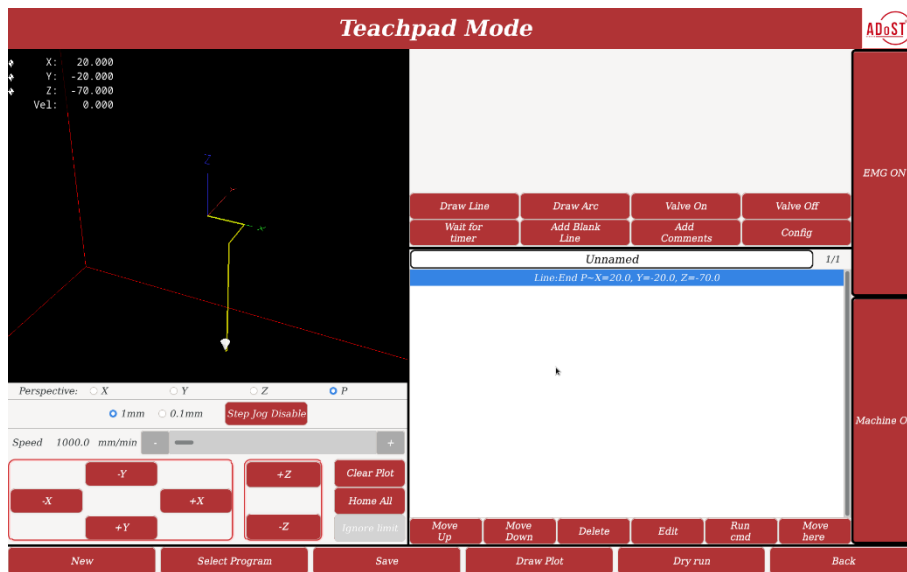 Teachpad Mode
ADoST
X: 20.000
Y: -20.000
Z: -70.000
Vel: 0.000
Z
Y
X
EMG ON
Draw Line
Draw Arc
Valve On
Valve Off
Wait for
timer
Add Blank
Line
Add
Comments
Config
Unnamed
1/1
Line:End P~X=20.0, Y=-20.0, Z=-70.0
Perspective:
X
Y
Z
P
1mm
0.1mm
Step Jog Disable
Speed 1000.0 mm/min
-
+
-Y
-X
+X
+Y
+Z
-Z
Clear Plot
Home All
Ignore limit
Machine O
Move
Up
Move
Down
Delete
Edit
Run
cmd
Move
here
New
Select Program
Save
Draw Plot
Dry run
Back